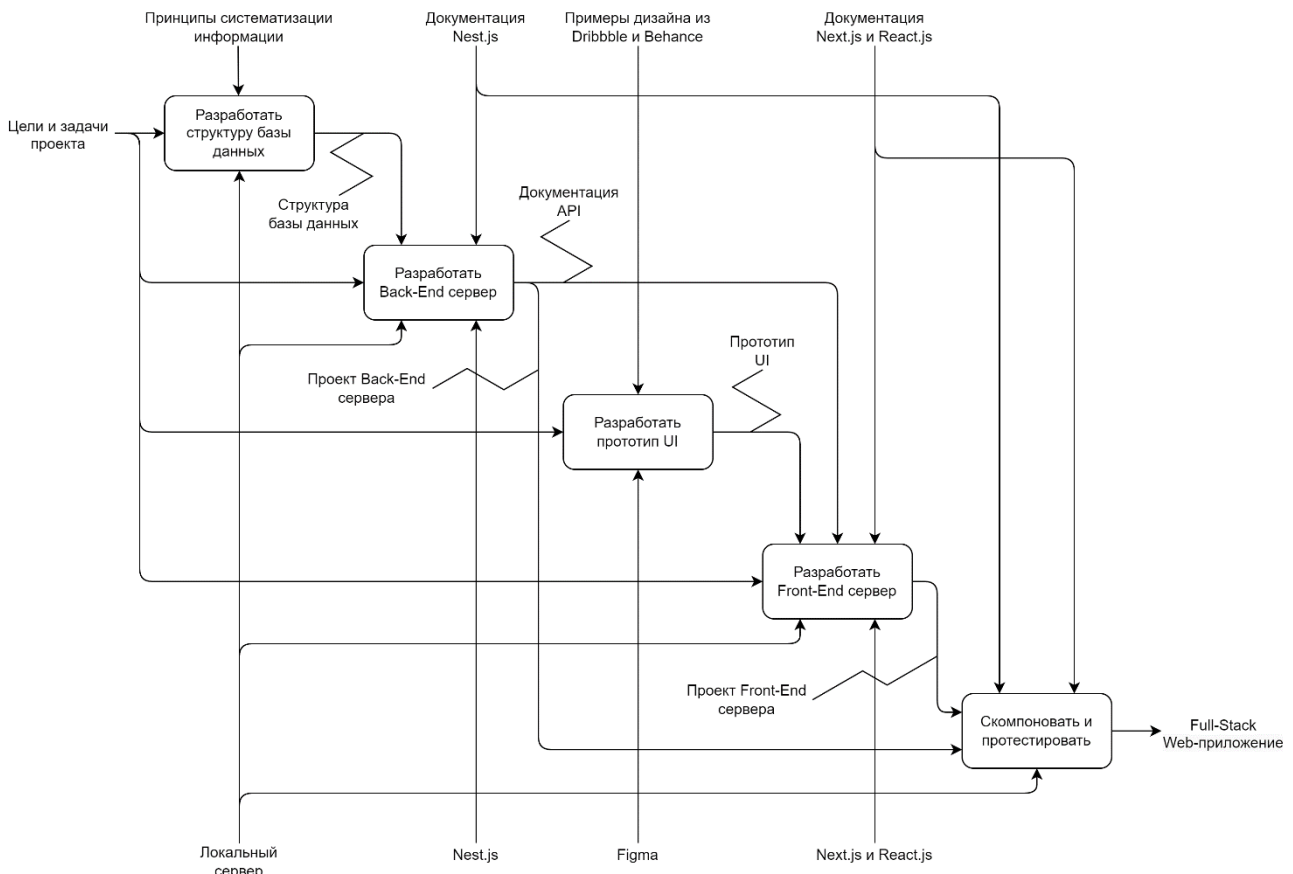 Принципы систематизации
информации
Документация
Nest.js
Примеры дизайна из
Dribbble и Behance
Документация
Next.js и React.js
Цели и задачи
проекта
Разработать
структуру базы
данных
Структура
базы данных
Документация
API
Разработать
Back-End сервер
Проект Back-End
сервера
Прототип
UI
Разработать
прототип UI
Разработать
Front-End сервер
Проект Front-End
сервера
Скомпоновать и
протестировать
Full-Stack
Web-приложение
Локальный
сервер
Nest.js
Figma
Next.js и React.js